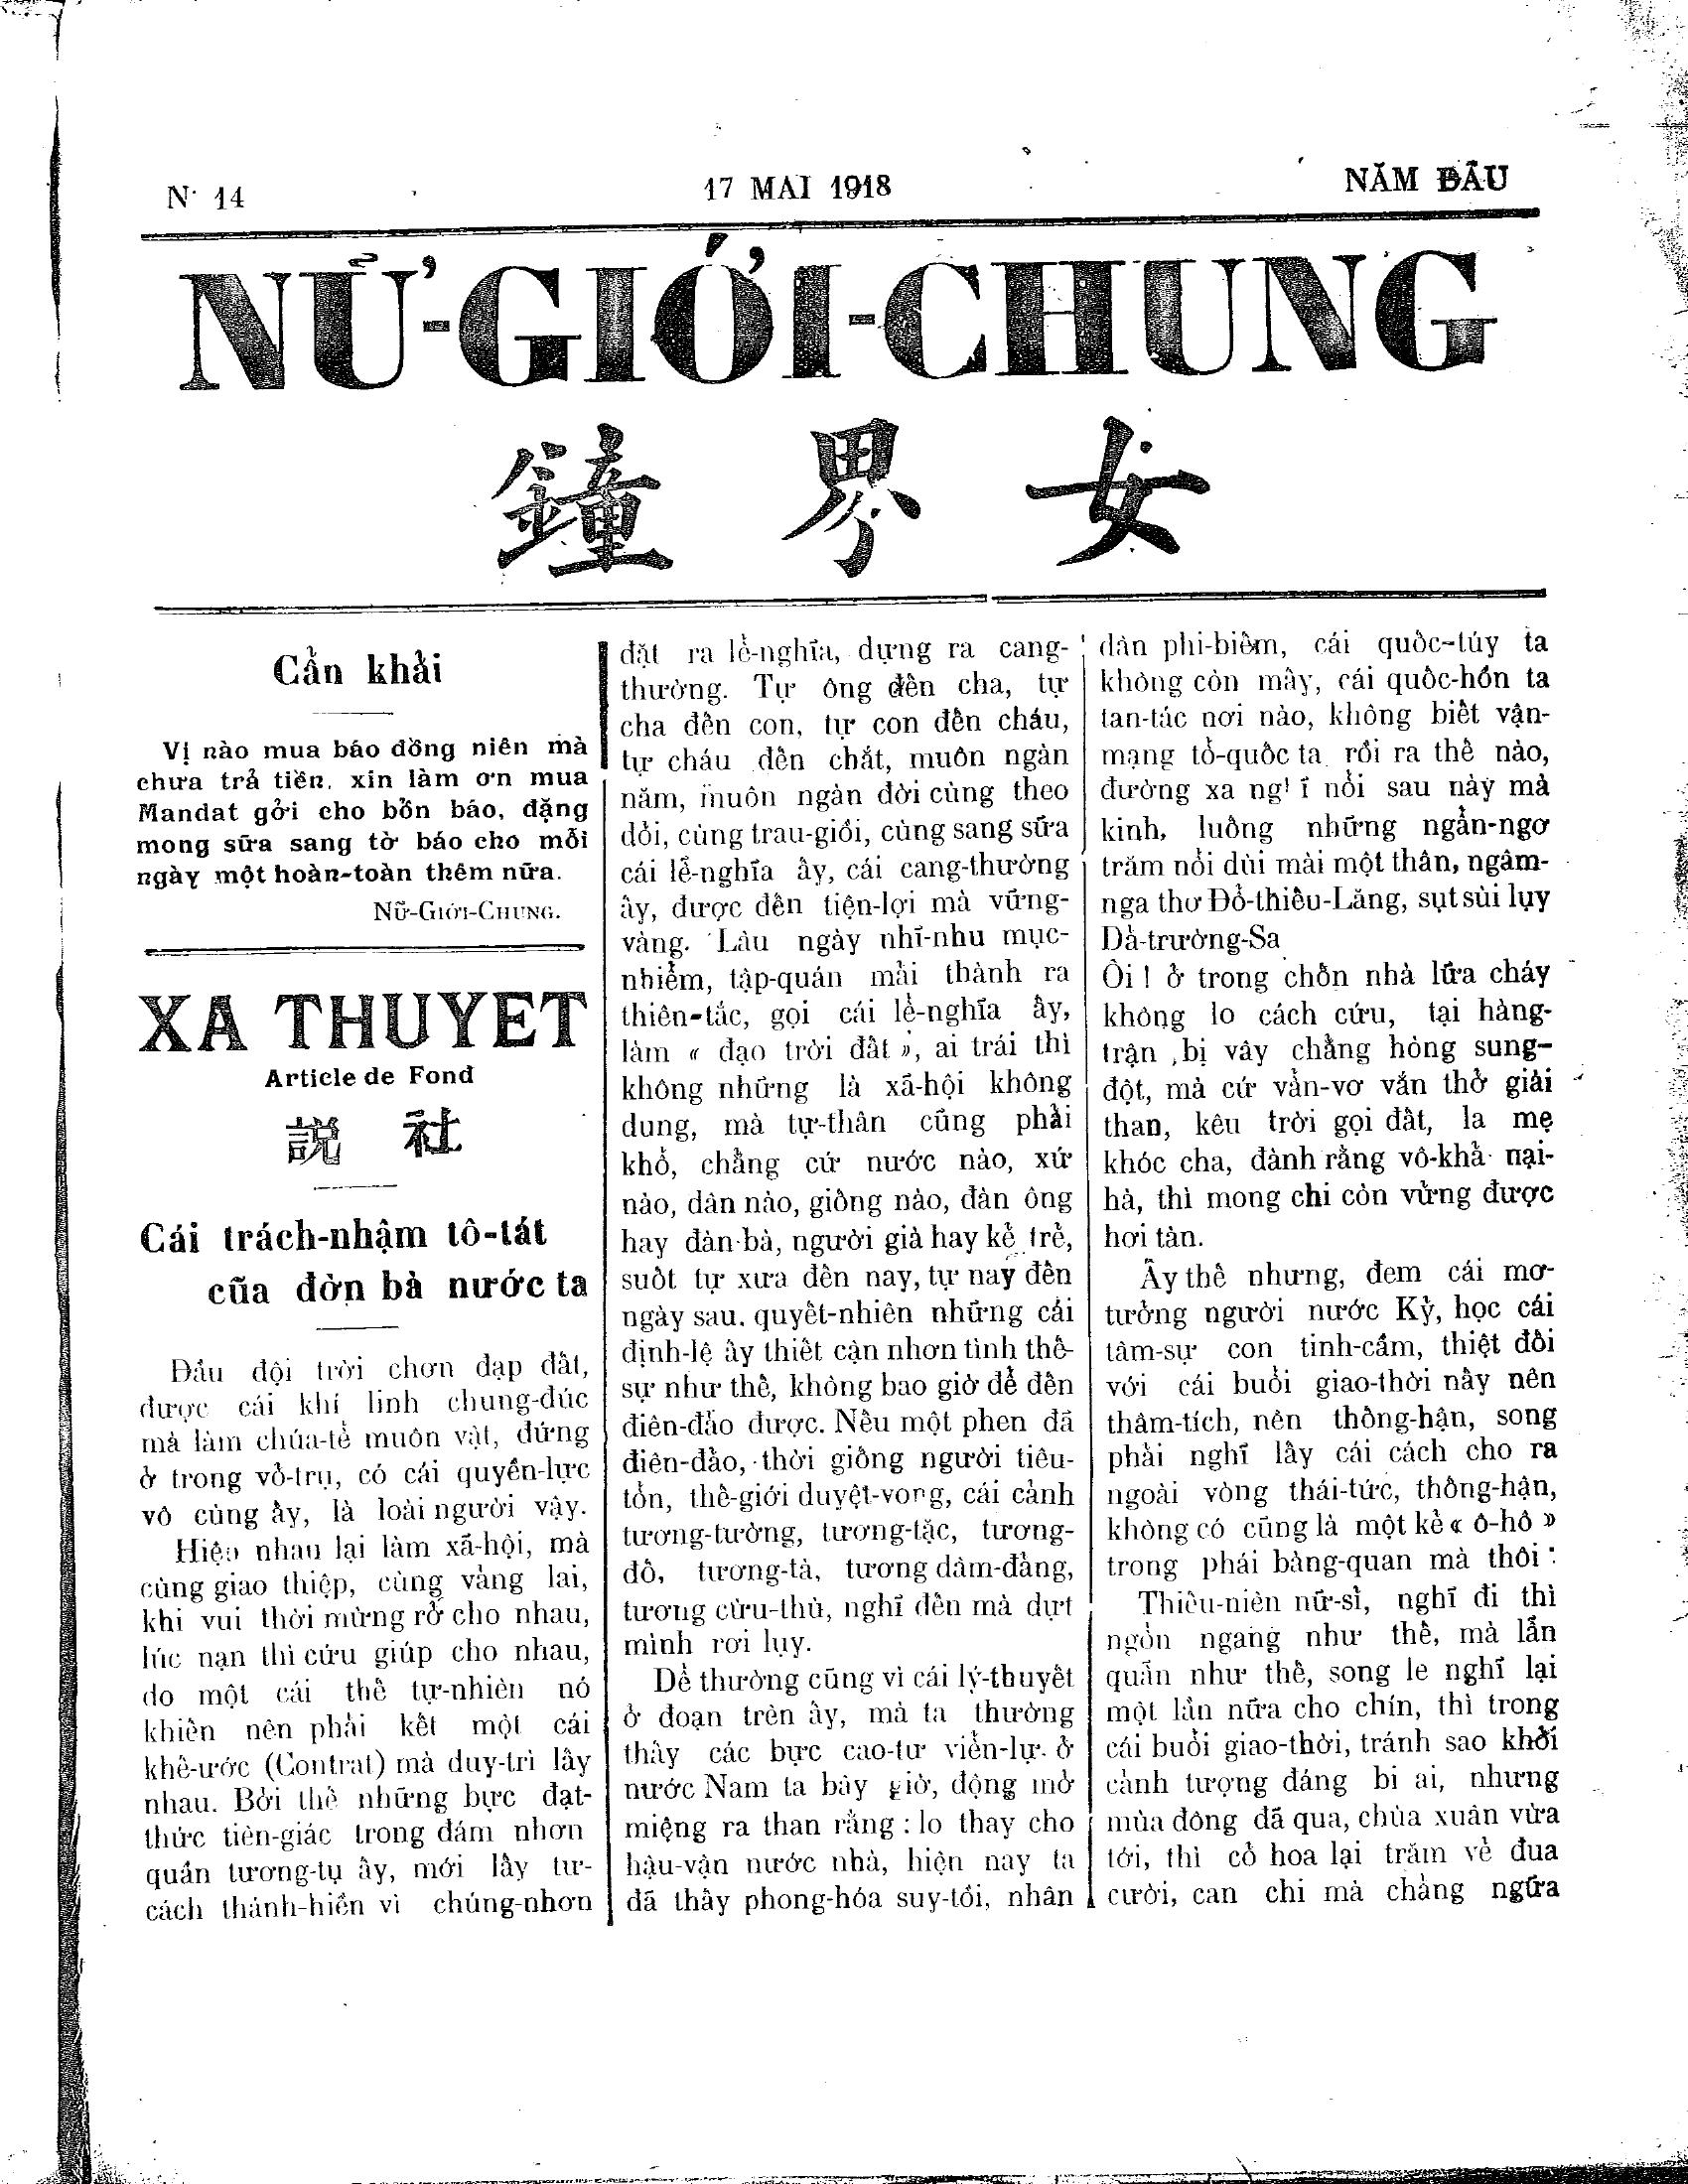 N· 14
17 MAI 1918
NĂM ĐẦU
NỮ-GIỚI-CHUNG
鐘 界 女
Cẩn khải
Vị nào mua báo đồng niên mà
chưa trả tiền, xin làm ơn mua
Mandat gởi cho bổn báo, đặng
mong sửa sang tờ báo cho mỗi
ngày một hoàn-toàn thêm nữa.
NỮ-GIỚI-CHUNG.
XA THUYET
Article de Fond
説 社
Cái trách-nhậm tô-tát
cũa đờn bà nước ta
Đầu đội trời chơn đạp đất,
được cái khí linh chung-đúc
mà làm chúa-tể muôn vật, đứng
ở trong vỏ-trụ, có cái quyền-lực
vô cùng ấy, là loài người vậy.
Hiệp nhau lại làm xã-hội, mà
cùng giao thiệp, cùng vảng lai,
khi vui thời mừng rở cho nhau,
lúc nạn thì cứu giúp cho nhau,
do một cái thế tự-nhiên nó
khiến nên phải kết một cái
khế-ước (Contrat) mà duy-trì lấy
nhau. Bởi thế những bực đạt-
thức tiên-giác trong đám nhơn
quần tương-tụ ấy, mới lấy tư-
cách thánh-hiền vì chúng-nhơn
đặt ra lể-nghĩa, dựng ra cang-
thường. Tự ông đến cha, tự
cha đến con, tự con đến cháu,
tự cháu đến chắt, muôn ngàn
năm, muôn ngàn đời cùng theo
dỏi, cùng trau-giồi, cùng sang sữa
cái lể-nghĩa ấy, cái cang-thường
ấy, được đến tiện-lợi mà vững-
vàng. Lâu ngày nhĩ-nhu mục-
nhiểm, tập-quán mải thành ra
thiên-tắc, gọi cái lể-nghĩa ấy,
làm « đạo trời đất », ai trái thì
không những là xã-hội không
dung, mà tự-thân cũng phải
khổ, chẳng cứ nước nào, xứ
nào, dân nào, giống nào, đàn ông
hay đàn-bà, người già hay kẻ trẻ,
suốt tự xưa đến nay, tự nay đến
ngày sau, quyết-nhiên những cái
định-lệ ấy thiết cận nhơn tình thế-
sự như thế, không bao giờ để đến
điên-đảo được. Nếu một phen đã
điên-đảo, thời giống người tiêu-
tồn, thế-giới duyệt-vong, cái cảnh
tương-tường, tương-tặc, tương-
đố, tương-tà, tương đàm-đàng,
tương cừu-thù, nghĩ đến mà dựt
mình rơi lụy.
Dể thường cũng vì cái lý-thuyết
ở đoạn trên ấy, mà ta thường
thấy các bực cao-tư viển-lự ở
nước Nam ta bây giờ, động mở
miệng ra than rằng : lo thay cho
hậu-vận nước nhà, hiện nay ta
đã thấy phong-hóa suy-tồi, nhân
dân phi-biếm, cái quốc-túy ta
không còn mấy, cái quốc-hồn ta
tan-tác nơi nào, không biết vận-
mạng tổ-quốc ta rồi ra thế nào,
đường xa nghĩ nỗi sau này mà
kinh, luống những ngẩn-ngơ
trăm nỗi dùi mài một thân, ngâm-
nga thơ Đỗ-thiếu-Lăng, sụt sùi lụy
Dả-trường-Sa
Ôi ! ở trong chốn nhà lữa cháy
không lo cách cứu, tại hàng-
trận bị vây chẳng hòng sung-
đột, mà cứ vẩn-vơ vắn thở giải
than, kêu trời gọi đất, la mẹ
khóc cha, đành rằng vô-khả nại-
hà, thì mong chi còn vững được
hơi tàn.
Ấy thế nhưng, đem cái mơ-
tưởng người nước Kỷ, học cái
tâm-sự con tinh-cầm, thiệt đối
với cái buổi giao-thời nầy nên
thảm-tích, nên thống-hận, song
phải nghĩ lấy cái cách cho ra
ngoài vòng thái-tức, thống-hận,
không có cũng là một kẻ « ô-hô »
trong phái bàng-quan mà thôi :
Thiếu-niên nữ-sĩ, nghĩ đi thì
ngổn ngang như thế, mà lẩn
quẩn như thế, song le nghĩ lại
một lần nữa cho chín, thì trong
cái buổi giao-thời, tránh sao khỏi
cảnh tượng đáng bi ai, nhưng
mùa đông đã qua, chúa xuân vừa
tới, thì cỏ hoa lại trăm vẻ đua
cười, can chi mà chẳng ngữa